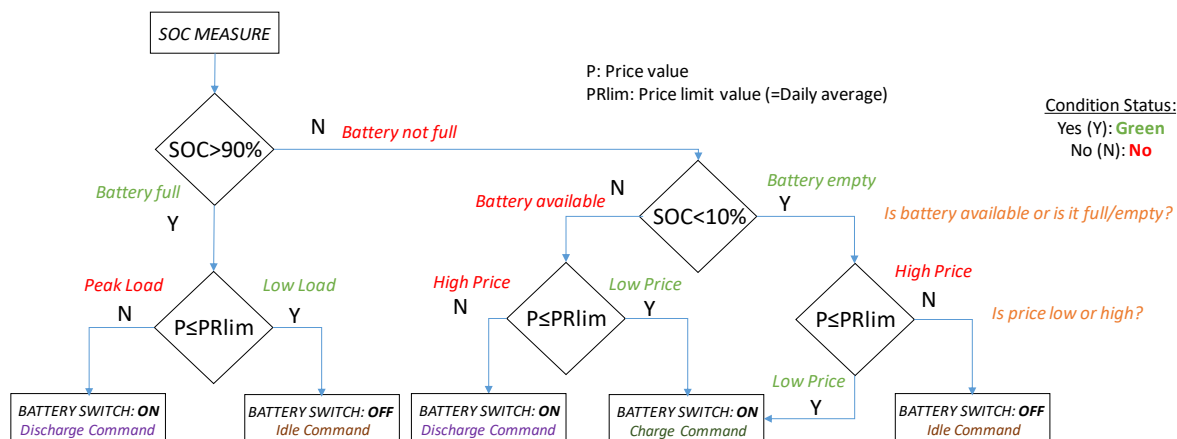 SOC MEASURE
P: Price value
PRlim: Price limit value (=Daily average)
Condition Status:
Yes (Y): Green
No (N): No
N
Battery not full
SOC>90%
Battery full
Y
N
Battery available
SOC<10%
Battery empty
Y
Is battery available or is it full/empty?
Peak Load
N
P≤PRlim
Low Load
Y
High Price
N
P≤PRlim
Low Price
Y
High Price
N
P≤PRlim
Is price low or high?
Low Price
Y
BATTERY SWITCH: ON
Discharge Command
BATTERY SWITCH: OFF
Idle Command
BATTERY SWITCH: ON
Discharge Command
BATTERY SWITCH: ON
Charge Command
BATTERY SWITCH: OFF
Idle Command